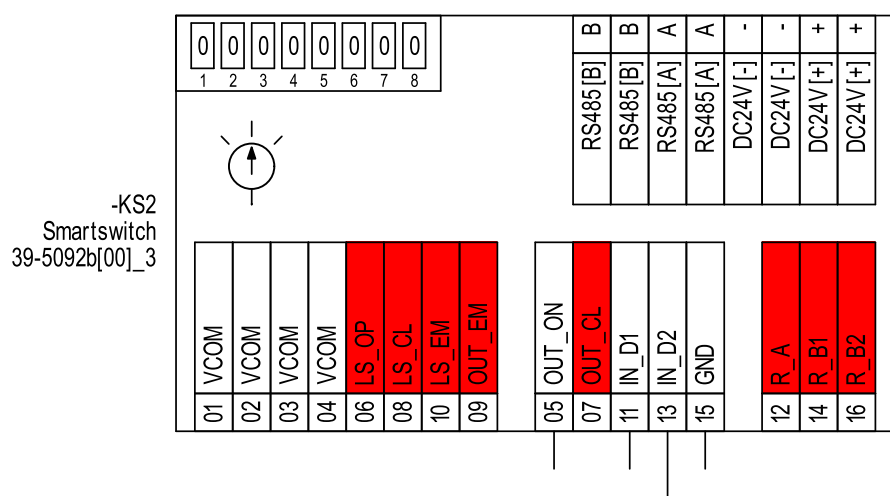 0 0 0 0 0 0 0 0
1 2 3 4 5 6 7 8
B B A A - - + +
RS485[B] RS485[B] RS485[A] RS485[A] DC24V[-] DC24V[-] DC24V[+] DC24V[+]
-KS2
Smartswitch
39-5092b[00]_3
VCOM VCOM VCOM VCOM LS_OP LS_CL LS_EM OUT_EM OUT_ON OUT_CL IN_D1 IN_D2 GND R_A R_B1 R_B2
01 02 03 04 06 08 10 09 05 07 11 13 15 12 14 16